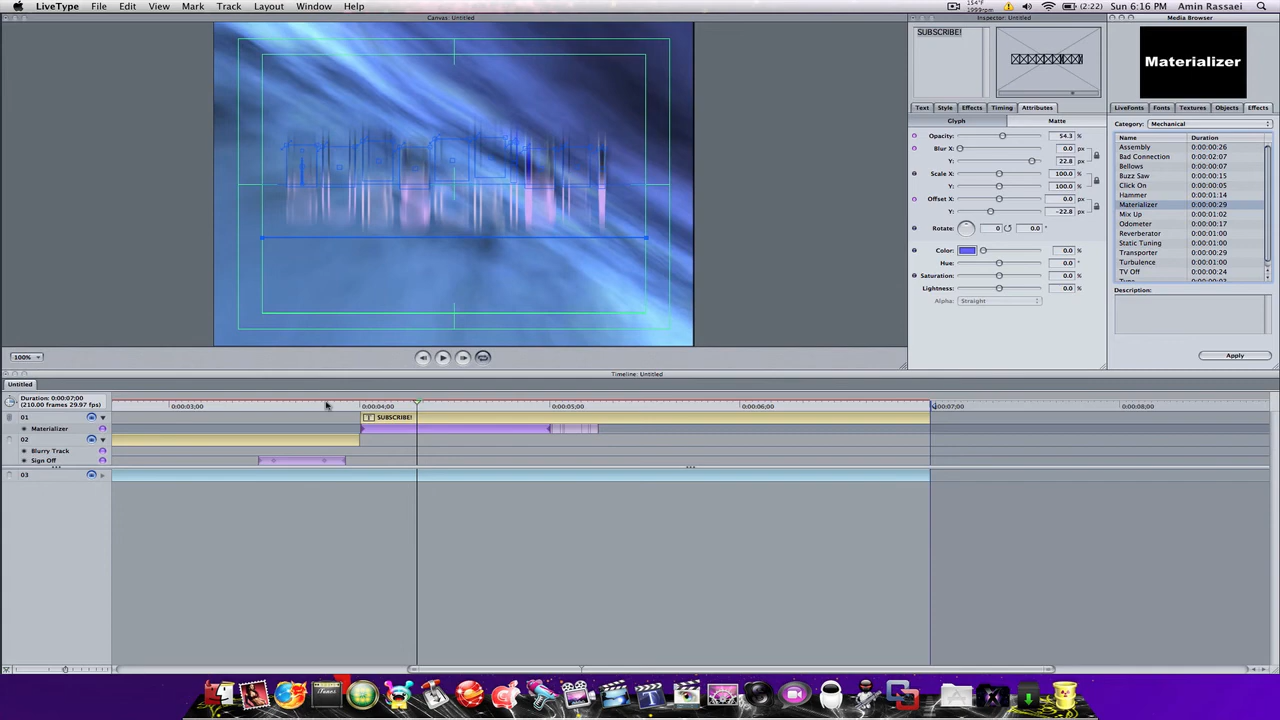 LiveType File Edit View Mark Track Layout Window Help
154°F
1999rpm
(2:22) Sun 6:16 PM Amin Rassaei
Canvas: Untitled
Inspector: Untitled
Media Browser
SUBSCRIBE!
Materializer
Text Style Effects Timing Attributes
LiveFonts Fonts Textures Objects Effects
Glyph Matte
Category: Mechanical
Opacity: 54.3 %
Blur X: 0.0 px
Y: 22.8 px
Scale X: 100.0 %
Y: 100.0 %
Offset X: 0.0 px
Y: -22.8 px
Rotate: 0 0.0 °
Color: 0.0 %
Hue: 0.0 °
Saturation: 0.0 %
Lightness: 0.0 %
Alpha: Straight
Name Duration
Assembly 0:00:00:26
Bad Connection 0:00:02:07
Bellows 0:00:02:07
Buzz Saw 0:00:00:15
Click On 0:00:00:05
Hammer 0:00:01:14
Materializer 0:00:00:29
Mix Up 0:00:01:02
Odometer 0:00:00:17
Reverberator 0:00:01:00
Static Tuning 0:00:01:00
Transporter 0:00:00:29
Turbulence 0:00:01:00
TV Off 0:00:00:24
Description:
Apply
100%
Timeline: Untitled
Untitled
Duration: 0:00:07;00
(210.00 frames 29.97 fps)
0:00:03;00 0:00:04;00 0:00:05;00 0:00:06;00 0:00:07;00 0:00:08;00
01 T SUBSCRIBE!
Materializer
02
Blurry Track
Sign Off
03
iTunes